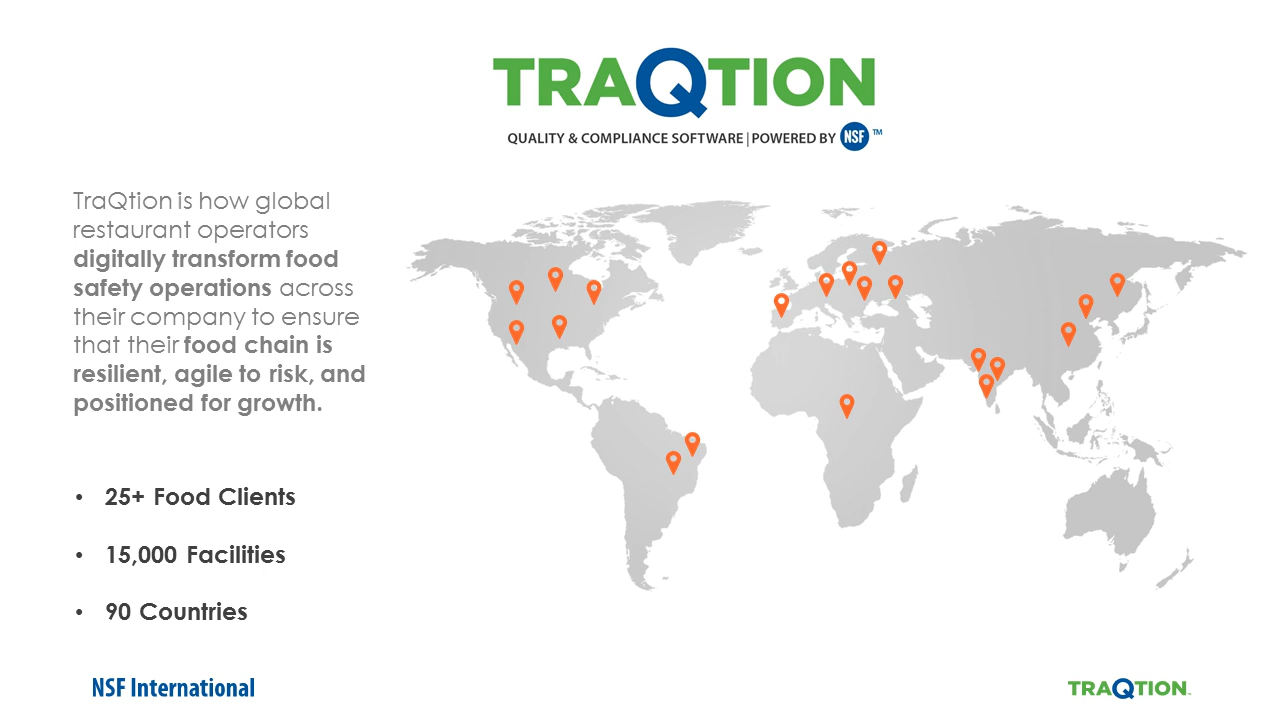 TRAQTION
QUALITY & COMPLIANCE SOFTWARE | POWERED BY NSF ™
TraQtion is how global
restaurant operators
digitally transform food
safety operations across
their company to ensure
that their food chain is
resilient, agile to risk, and
positioned for growth.
• 25+ Food Clients
• 15,000 Facilities
• 90 Countries
NSF International
TRAQTION